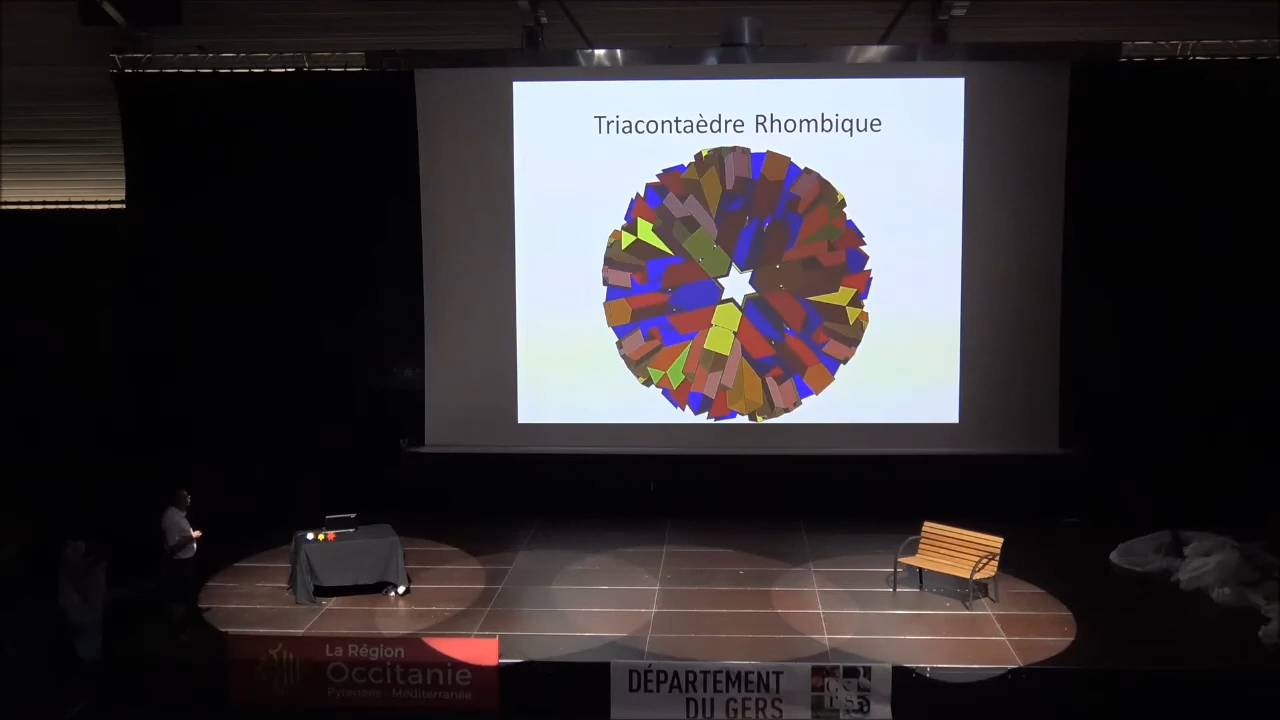 Triacontaèdre Rhombique
La Région
Occitanie
Pyrénées - Méditerranée
DÉPARTEMENT
DU GERS